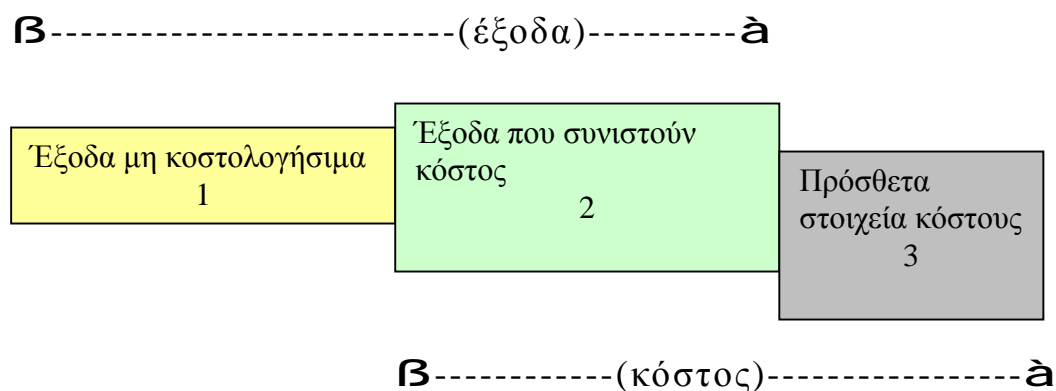 ß---------------------------(έξοδα)----------à
Έξοδα μη κοστολογήσιμα
1
Έξοδα που συνιστούν
κόστος
2
Πρόσθετα
στοιχεία κόστους
3
ß------------(κόστος)-------------------à